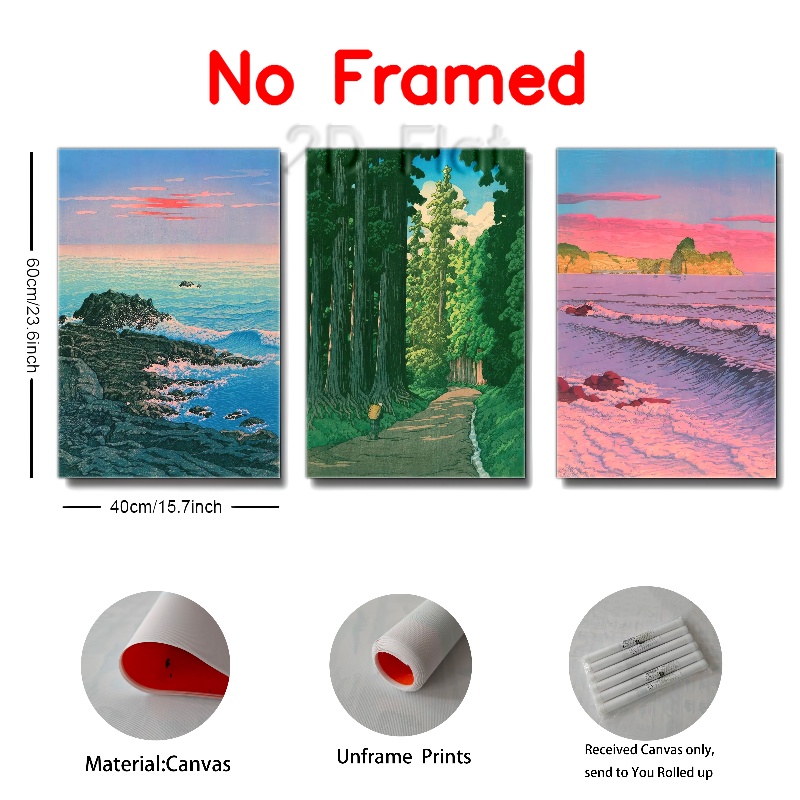 No Framed
2D Flat
60cm/23.6inch
40cm/15.7inch
Material:Canvas
Unframe Prints
Received Canvas only,
send to You Rolled up